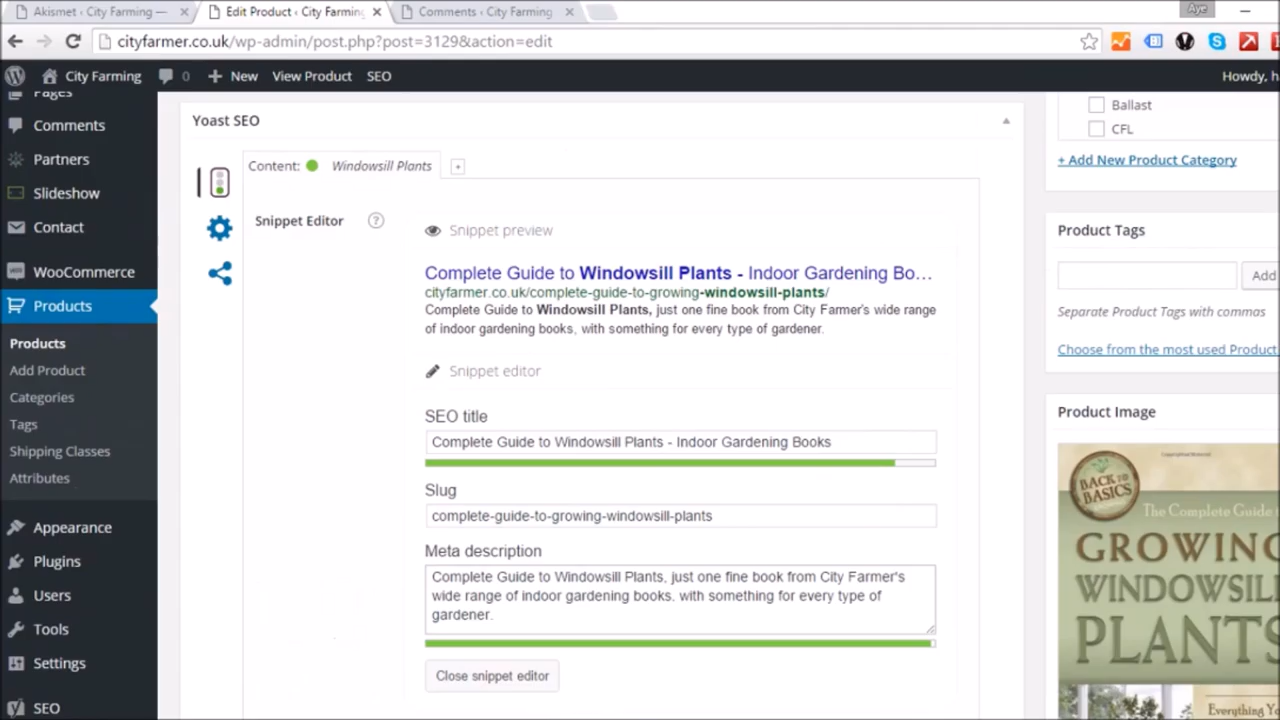 Akismet ‹ City Farming —
Edit Product ‹ City Farming
Comments ‹ City Farming
Aye
cityfarmer.co.uk/wp-admin/post.php?post=3129&action=edit
City Farming
0
New
View Product
SEO
Howdy, h
Pages
Comments
Partners
Slideshow
Contact
WooCommerce
Products
Products
Add Product
Categories
Tags
Shipping Classes
Attributes
Appearance
Plugins
Users
Tools
Settings
SEO
Yoast SEO
Content: Windowsill Plants +
Snippet Editor ?
Snippet preview
Complete Guide to Windowsill Plants - Indoor Gardening Bo...
cityfarmer.co.uk/complete-guide-to-growing-windowsill-plants/
Complete Guide to Windowsill Plants, just one fine book from City Farmer's wide range
of indoor gardening books, with something for every type of gardener.
Snippet editor
SEO title
Complete Guide to Windowsill Plants - Indoor Gardening Books
Slug
complete-guide-to-growing-windowsill-plants
Meta description
Complete Guide to Windowsill Plants, just one fine book from City Farmer's
wide range of indoor gardening books, with something for every type of
gardener.
Close snippet editor
Ballast
CFL
+ Add New Product Category
Product Tags
Add
Separate Product Tags with commas
Choose from the most used Product
Product Image
BACK TO
BASICS
The Complete Guide
GROWING
WINDOWSIL
PLANTS
Everything Yo